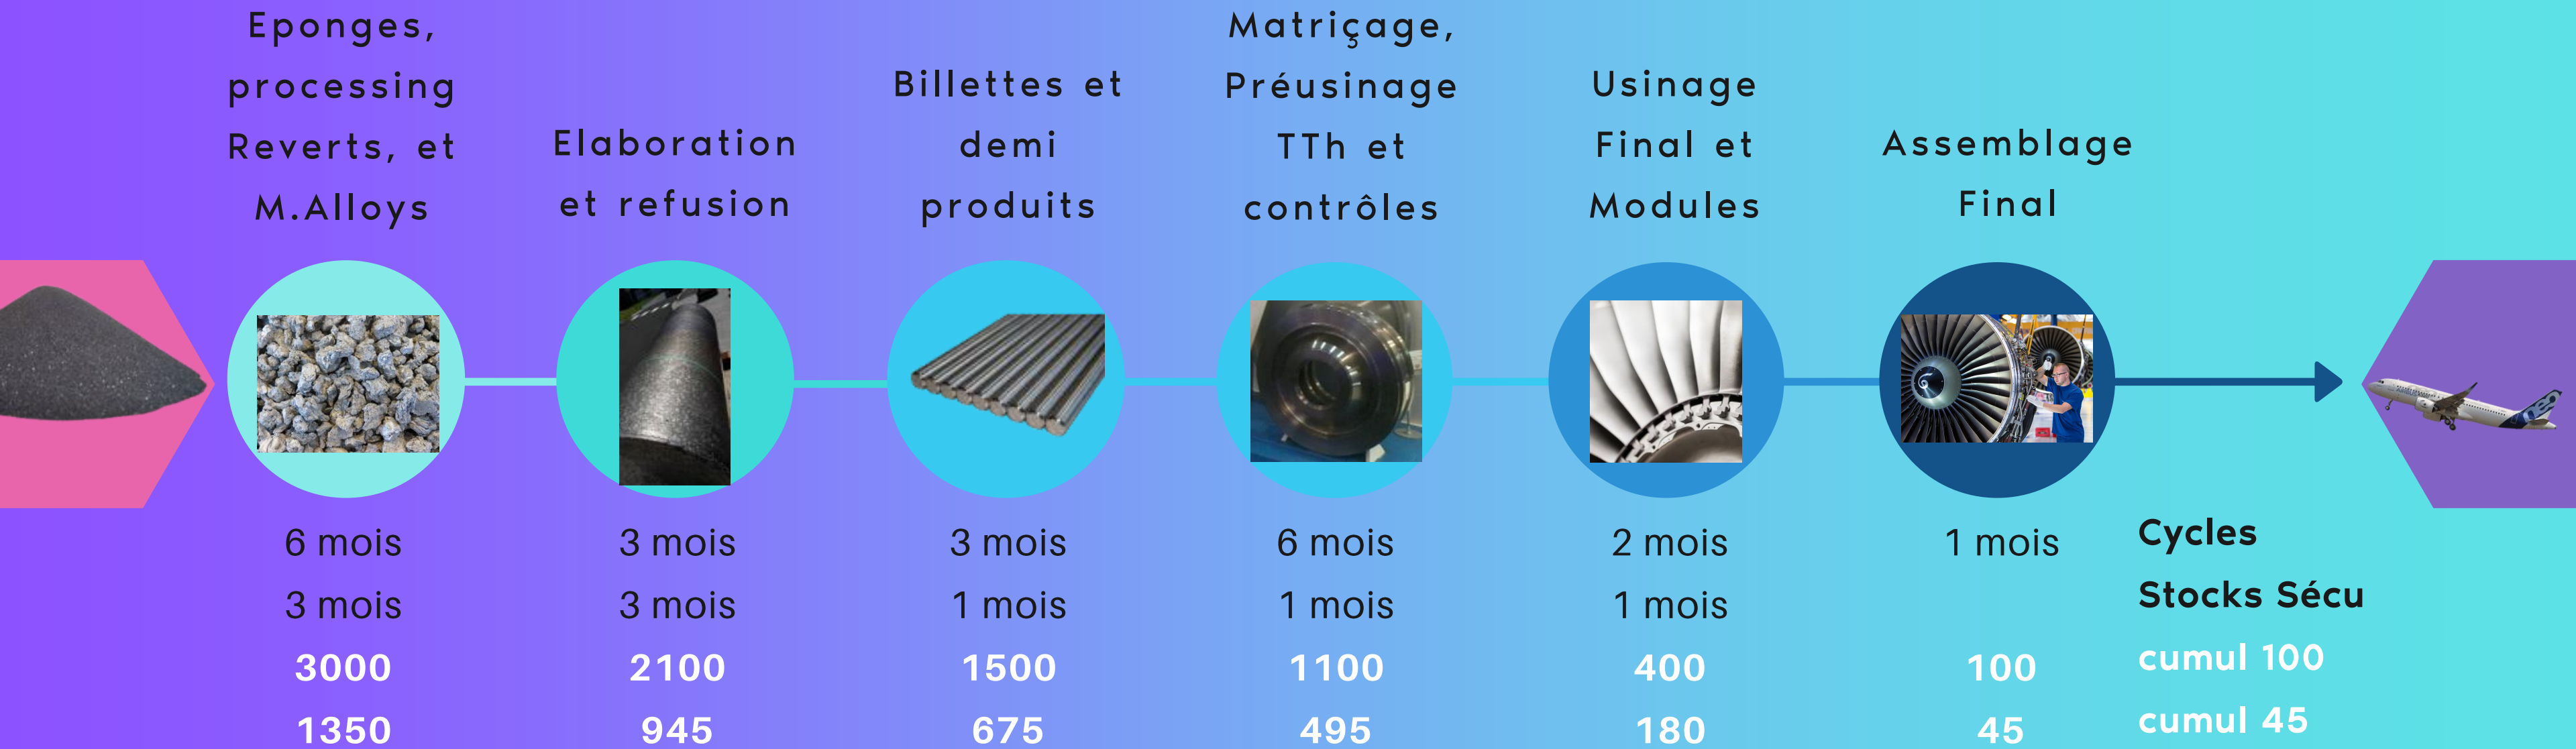 Eponges,
processing
Reverts, et
M.Alloys
Elaboration
et refusion
Billettes et
demi
produits
Matriçage,
Préusinage
TTh et
contrôles
Usinage
Final et
Modules
Assemblage
Final
6 mois
3 mois
3 mois
6 mois
2 mois
1 mois
Cycles
3 mois
3 mois
1 mois
1 mois
1 mois
Stocks Sécu
3000
2100
1500
1100
400
100
cumul 100
1350
945
675
495
180
45
cumul 45